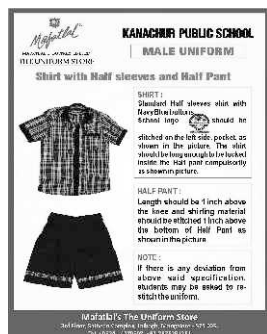 Mafatlal
THE UNIFORM STORE
KANACHUR PUBLIC SCHOOL
MALE UNIFORM
Shirt with Half sleeves and Half Pant
SHIRT :
Standard Half sleeves shirt with
Navy Blue buttons.
School logo should be
stitched on the left side, pocket, as
shown in the picture. The shirt
should be long enough to be tucked
inside the Half pant compulsorily
as shown in picture.
HALF PANT :
Length should be 1 inch above
the knee and shirting material
should be stitched 1 inch above
the bottom of Half Pant as
shown in the picture
NOTE :
If there is any deviation from
above said specification,
students may be asked to re-
stitch the uniform.
Mafatlal's The Uniform Store